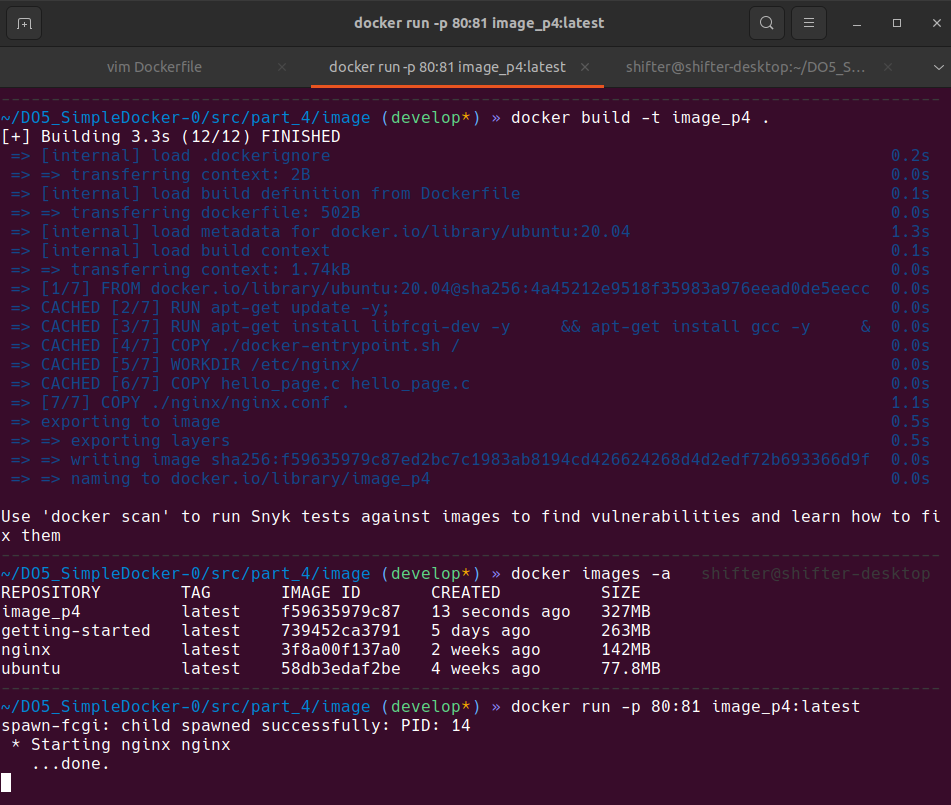 docker run -p 80:81 image_p4:latest
vim Dockerfile
docker run -p 80:81 image_p4:latest
shifter@shifter-desktop:~/DO5_S...
~/DO5_SimpleDocker-0/src/part_4/image (develop*) » docker build -t image_p4 .
[+] Building 3.3s (12/12) FINISHED
=> [internal] load .dockerignore 0.2s
=> => transferring context: 2B 0.0s
=> [internal] load build definition from Dockerfile 0.1s
=> => transferring dockerfile: 502B 0.0s
=> [internal] load metadata for docker.io/library/ubuntu:20.04 1.3s
=> [internal] load build context 0.1s
=> => transferring context: 1.74kB 0.0s
=> [1/7] FROM docker.io/library/ubuntu:20.04@sha256:4a45212e9518f35983a976eead0de5eecc 0.0s
=> CACHED [2/7] RUN apt-get update -y; 0.0s
=> CACHED [3/7] RUN apt-get install libfcgi-dev -y && apt-get install gcc -y & 0.0s
=> CACHED [4/7] COPY ./docker-entrypoint.sh / 0.0s
=> CACHED [5/7] WORKDIR /etc/nginx/ 0.0s
=> CACHED [6/7] COPY hello_page.c hello_page.c 0.0s
=> [7/7] COPY ./nginx/nginx.conf . 1.1s
=> exporting to image 0.5s
=> => exporting layers 0.5s
=> => writing image sha256:f59635979c87ed2bc7c1983ab8194cd426624268d4d2edf72b693366d9f 0.0s
=> => naming to docker.io/library/image_p4 0.0s
Use 'docker scan' to run Snyk tests against images to find vulnerabilities and learn how to fi
x them
~/DO5_SimpleDocker-0/src/part_4/image (develop*) » docker images -a shifter@shifter-desktop
REPOSITORY TAG IMAGE ID CREATED SIZE
image_p4 latest f59635979c87 13 seconds ago 327MB
getting-started latest 739452ca3791 5 days ago 263MB
nginx latest 3f8a00f137a0 2 weeks ago 142MB
ubuntu latest 58db3edaf2be 4 weeks ago 77.8MB
~/DO5_SimpleDocker-0/src/part_4/image (develop*) » docker run -p 80:81 image_p4:latest
spawn-fcgi: child spawned successfully: PID: 14
* Starting nginx nginx
...done.